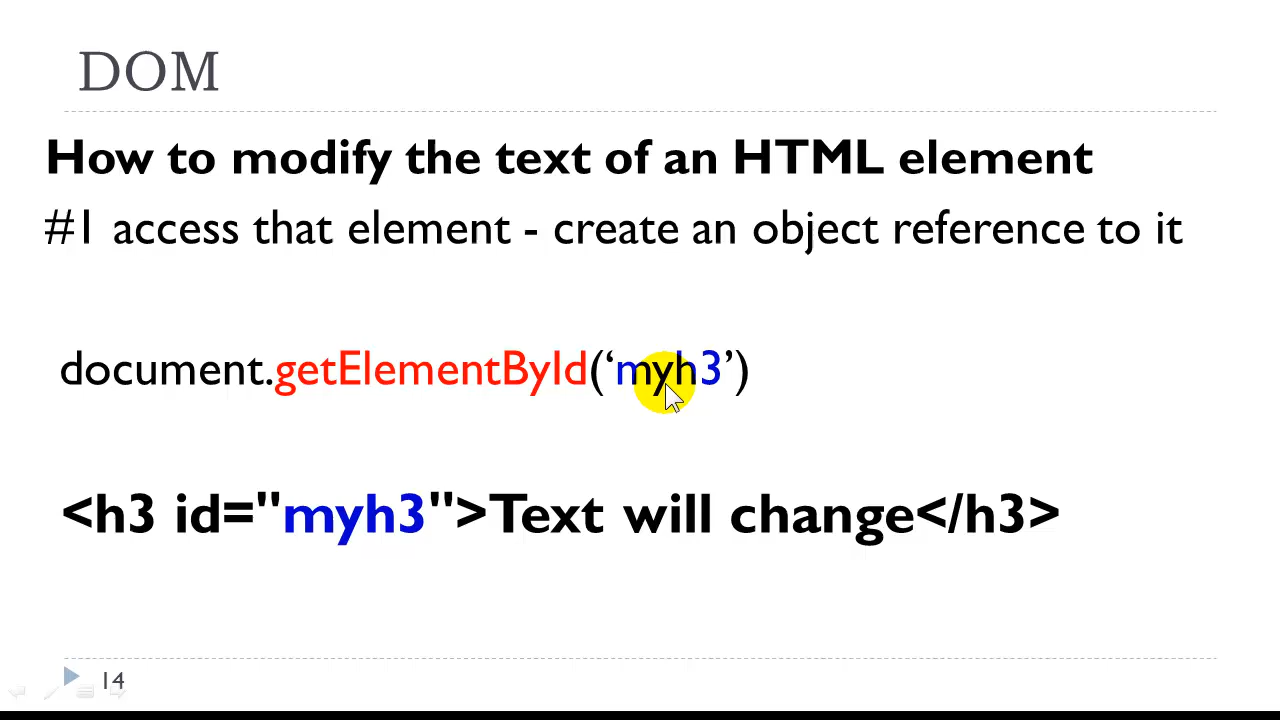 DOM
How to modify the text of an HTML element
#1 access that element - create an object reference to it
document.getElementById(‘myh3’)
<h3 id="myh3">Text will change</h3>
14